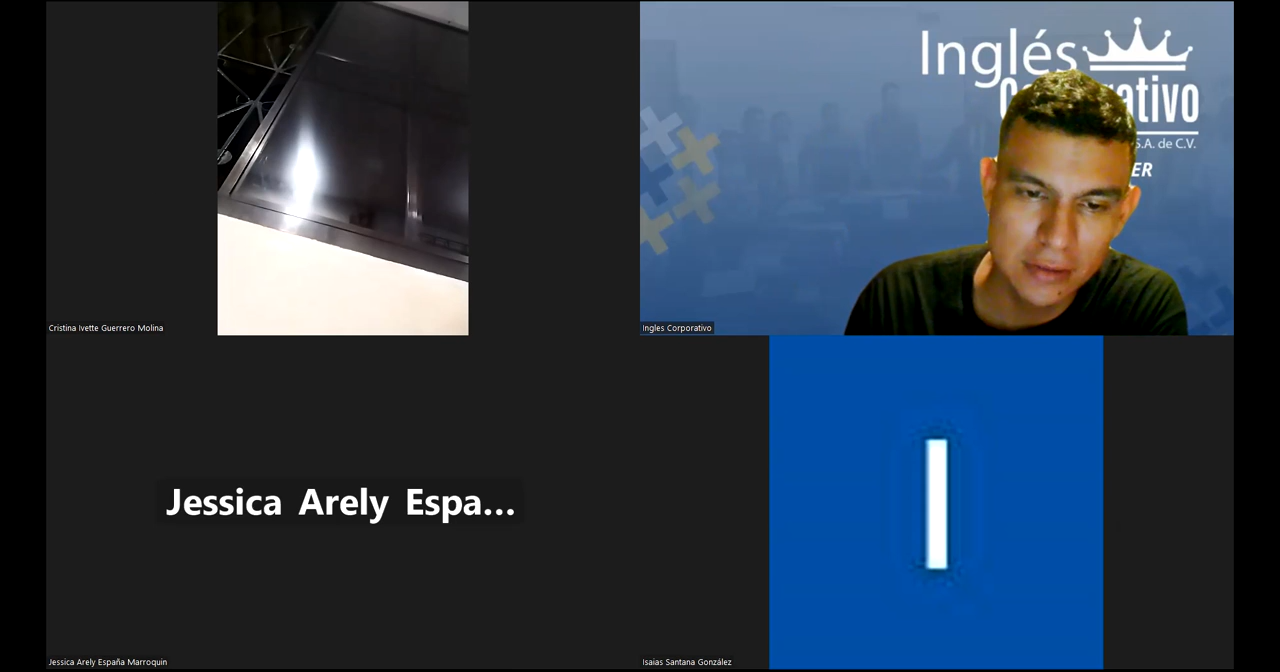 Inglés
Corporativo
S.A. de C.V.
ER
Cristina Ivette Guerrero Molina
Ingles Corporativo
Jessica Arely Espa...
I
Jessica Arely España Marroquin
Isaias Santana González